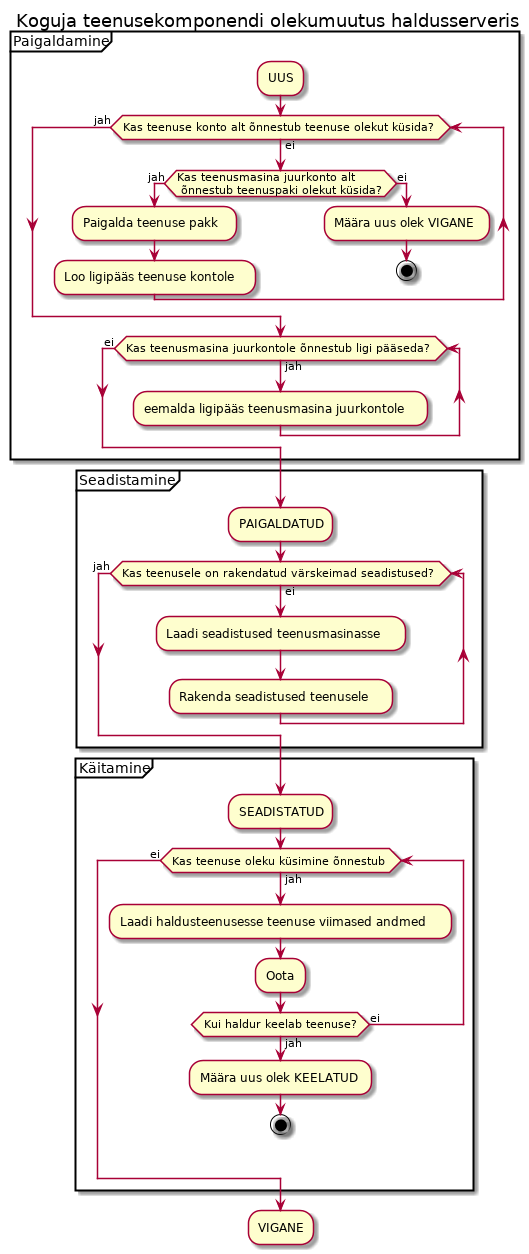 Koguja teenusekomponendi olekumuutus haldusserveris
Paigaldamine
UUS
jah
Kas teenuse konto alt õnnestub teenuse olekut küsida?
ei
jah
Kas teenusmasina juurkonto alt
õnnestub teenuspaki olekut küsida?
ei
Paigalda teenuse pakk
Määra uus olek VIGANE
Loo ligipääs teenuse kontole
ei
Kas teenusmasina juurkontole õnnestub ligi pääseda?
jah
eemalda ligipääs teenusmasina juurkontole
Seadistamine
PAIGALDATUD
jah
Kas teenusele on rakendatud värskeimad seadistused?
ei
Laadi seadistused teenusmasinasse
Rakenda seadistused teenusele
Käitamine
SEADISTATUD
ei
Kas teenuse oleku küsimine õnnestub
jah
Laadi haldusteenusesse teenuse viimased andmed
Oota
Kui haldur keelab teenuse?
ei
jah
Määra uus olek KEELATUD
VIGANE